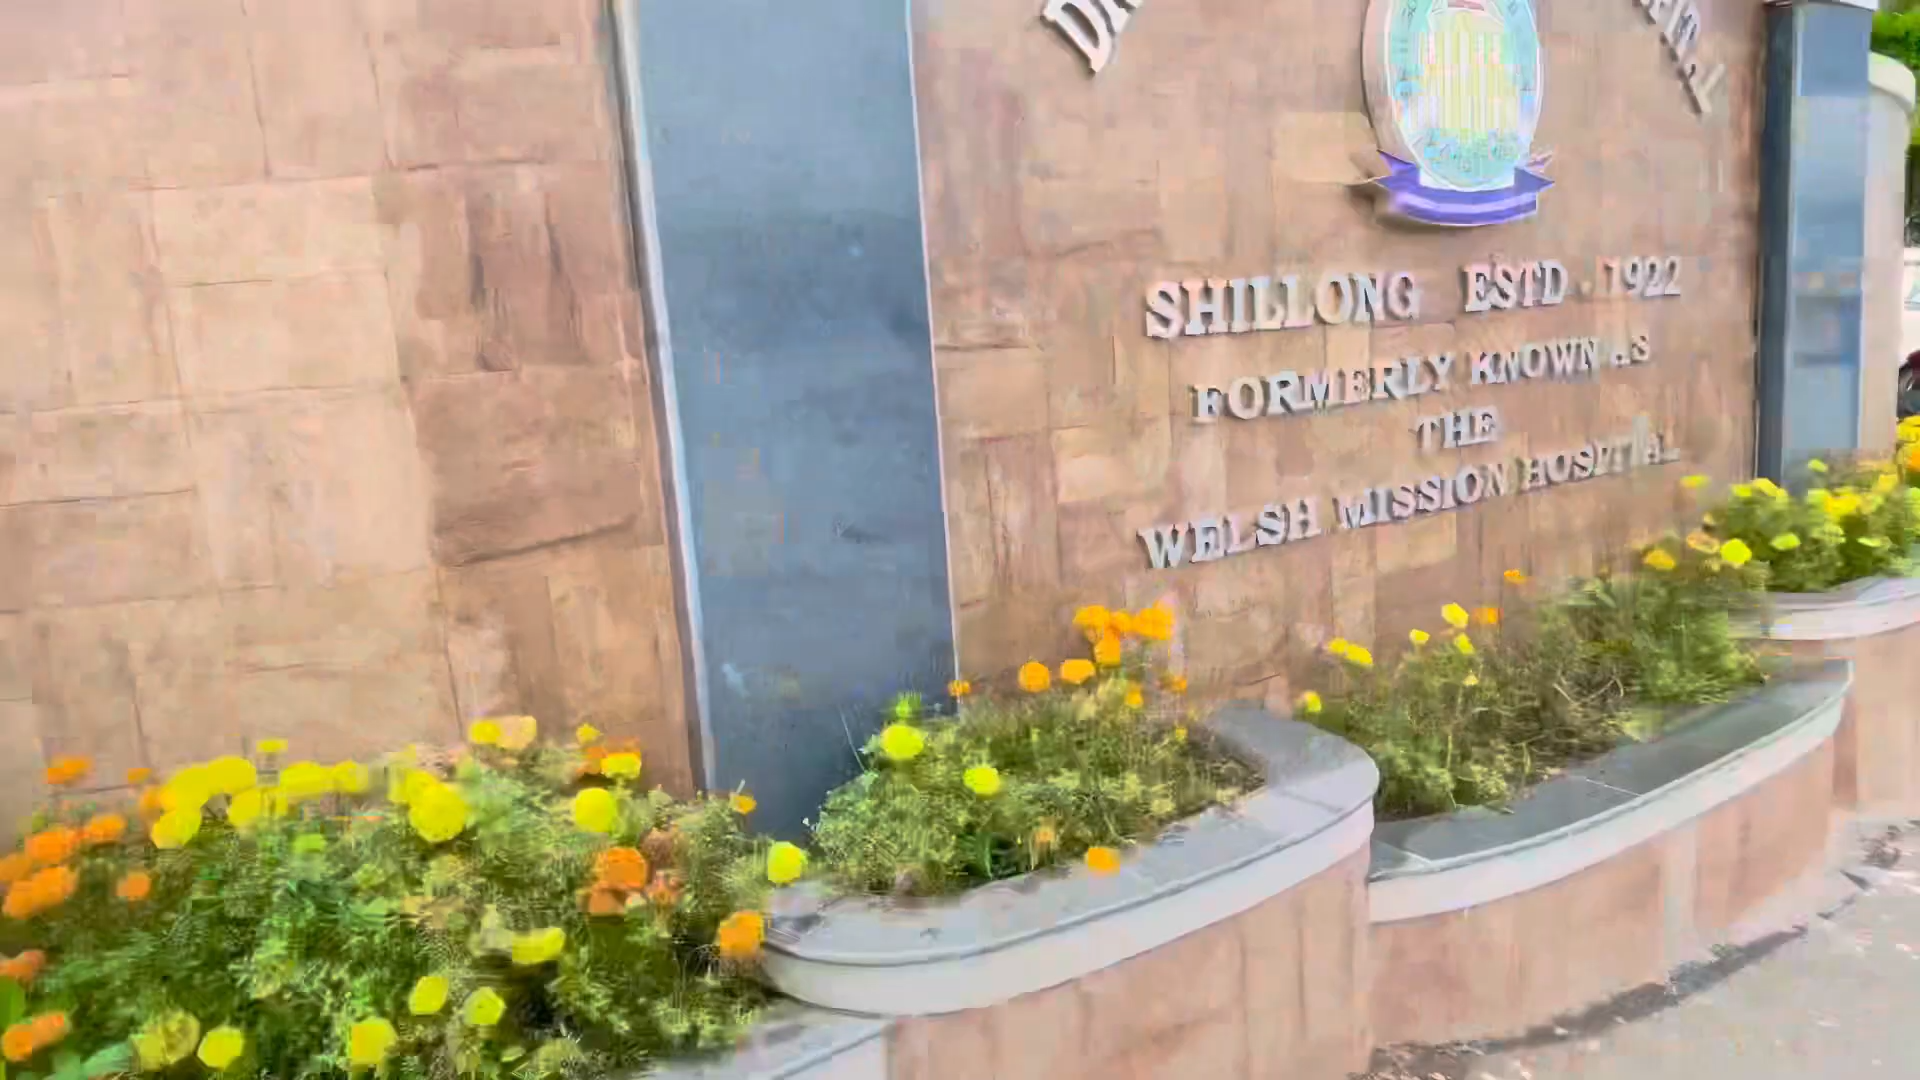 SHILLONG ESTD - 1922
FORMERLY KNOWN AS
THE
WELSH MISSION HOSPITAL